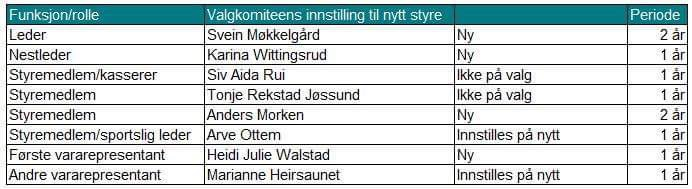 Funksjon/rolle Valgkomiteens innstilling til nytt styre Periode
Leder Svein Møkkelgård Ny 2 år
Nestleder Karina Wittingsrud Ny 1 år
Styremedlem/kasserer Siv Aida Rui Ikke på valg 1 år
Styremedlem Tonje Rekstad Jøssund Ikke på valg 1 år
Styremedlem Anders Morken Ny 2 år
Styremedlem/sportslig leder Arve Ottem Innstilles på nytt 1 år
Første vararepresentant Heidi Julie Walstad Ny 1 år
Andre vararepresentant Marianne Heirsaunet Innstilles på nytt 1 år